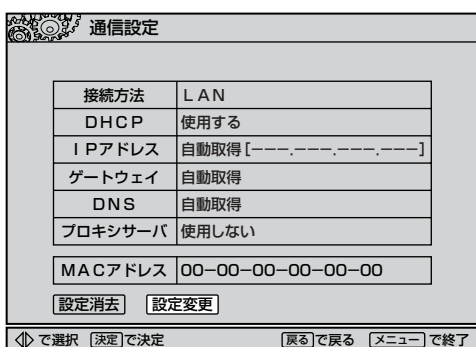 通信設定
接続方法 LAN
DHCP 使用する
IPアドレス 自動取得[---.---.---.---]
ゲートウェイ 自動取得
DNS 自動取得
プロキシサーバ 使用しない
MACアドレス 00-00-00-00-00-00
設定消去 設定変更
で選択 決定 で決定 戻る で戻る メニュー で終了